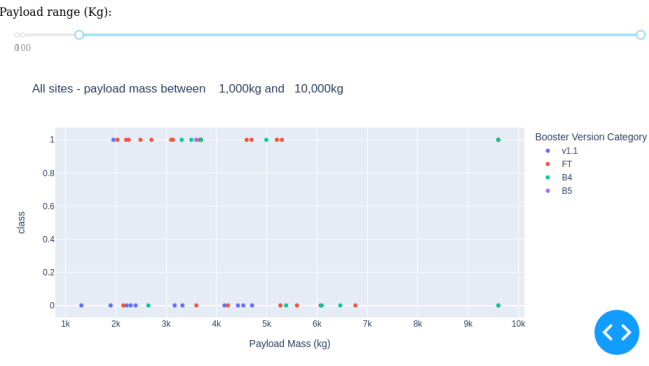 Payload range (Kg):
All sites - payload mass between 1,000kg and 10,000kg
Booster Version Category
v1.1
FT
B4
B5
class
1
0.8
0.6
0.4
0.2
0
1k 2k 3k 4k 5k 6k 7k 8k 9k 10k
Payload Mass (kg)